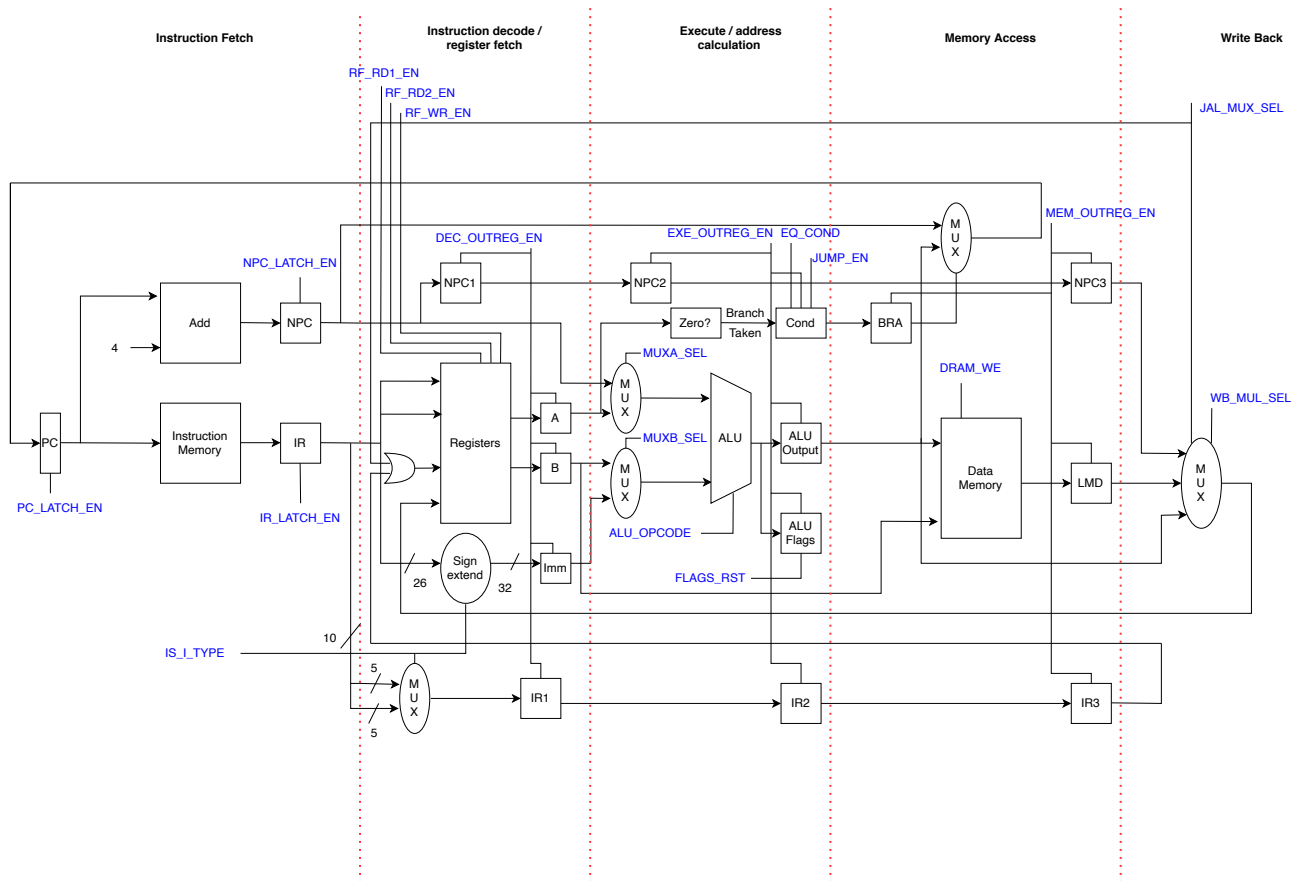 Instruction Fetch
Instruction decode /
register fetch
Execute / address
calculation
Memory Access
Write Back
RF_RD1_EN
RF_RD2_EN
RF_WR_EN
JAL_MUX_SEL
MEM_OUTREG_EN
EXE_OUTREG_EN
EQ_COND
DEC_OUTREG_EN
JUMP_EN
NPC_LATCH_EN
M
U
X
NPC1
NPC2
NPC3
Add
NPC
Zero?
Branch
Taken
Cond
BRA
4
MUXA_SEL
DRAM_WE
M
U
X
WB_MUL_SEL
A
PC
Instruction
Memory
IR
Registers
MUXB_SEL
ALU
ALU
Output
B
M
U
X
Data
Memory
LMD
M
U
X
PC_LATCH_EN
IR_LATCH_EN
ALU_OPCODE
ALU
Flags
Sign
extend
Imm
26
32
FLAGS_RST
10
IS_I_TYPE
5
M
U
X
5
IR1
IR2
IR3